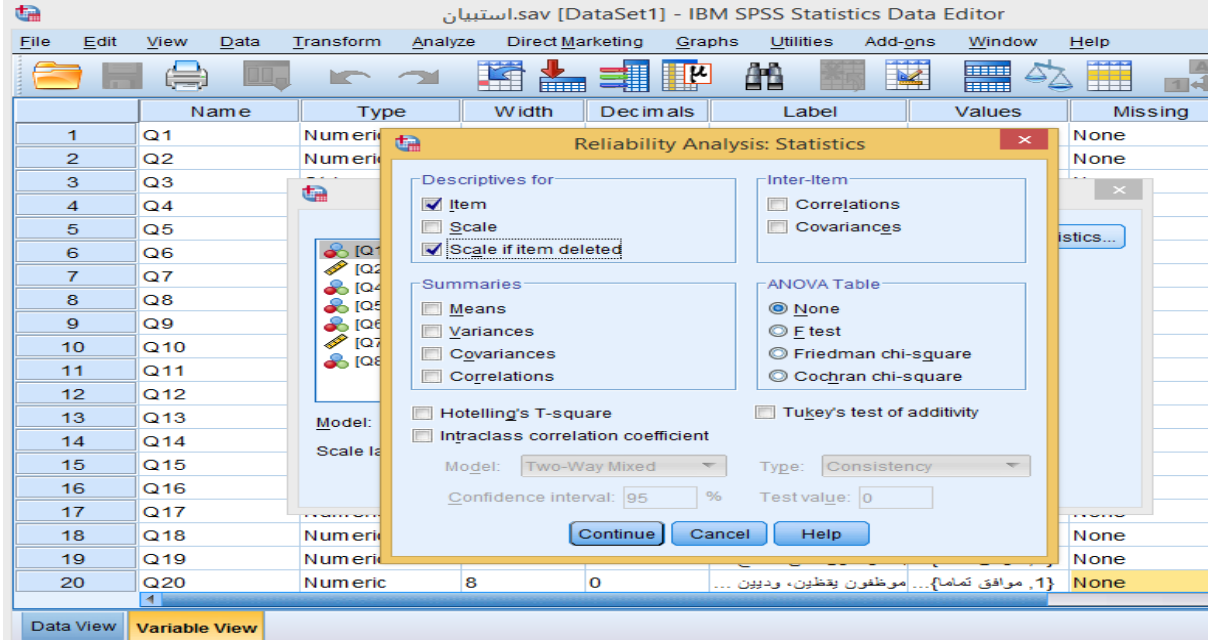 استبيان.sav [DataSet1] - IBM SPSS Statistics Data Editor
File Edit View Data Transform Analyze Direct Marketing Graphs Utilities Add-ons Window Help
Name Type Width Decimals Label Values Missing
1 Q1 Numeric None
2 Q2 Numeric None
3 Q3
4 Q4
5 Q5
6 Q6
7 Q7
8 Q8
9 Q9
10 Q10
11 Q11
12 Q12
13 Q13
14 Q14
15 Q15
16 Q16
17 Q17
18 Q18 Numeric None
19 Q19 Numeric None
20 Q20 Numeric 8 0 موظفون يقظين، وديين ... {1, موافق تماما}... None
Data View Variable View
[Q1
[Q2
[Q4
[Q5
[Q6
[Q7
[Q8
istics...
Model:
Scale la
Reliability Analysis: Statistics
Descriptives for
Item
Scale
Scale if item deleted
Inter-Item
Correlations
Covariances
Summaries
Means
Variances
Covariances
Correlations
ANOVA Table
None
F test
Friedman chi-square
Cochran chi-square
Hotelling's T-square Tukey's test of additivity
Intraclass correlation coefficient
Model: Two-Way Mixed Type: Consistency
Confidence interval: 95 % Test value: 0
Continue Cancel Help